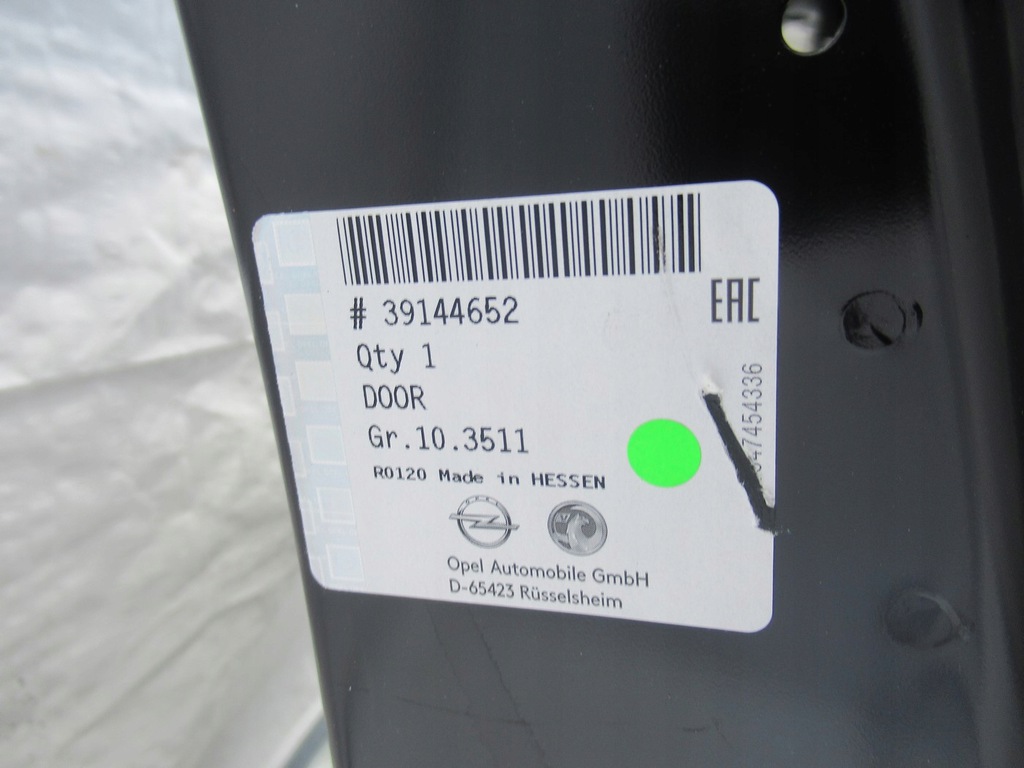 # 39144652
EAC
Qty 1
DOOR
Gr.10.3511
R0120 Made in HESSEN
Opel Automobile GmbH
D-65423 Rüsselsheim